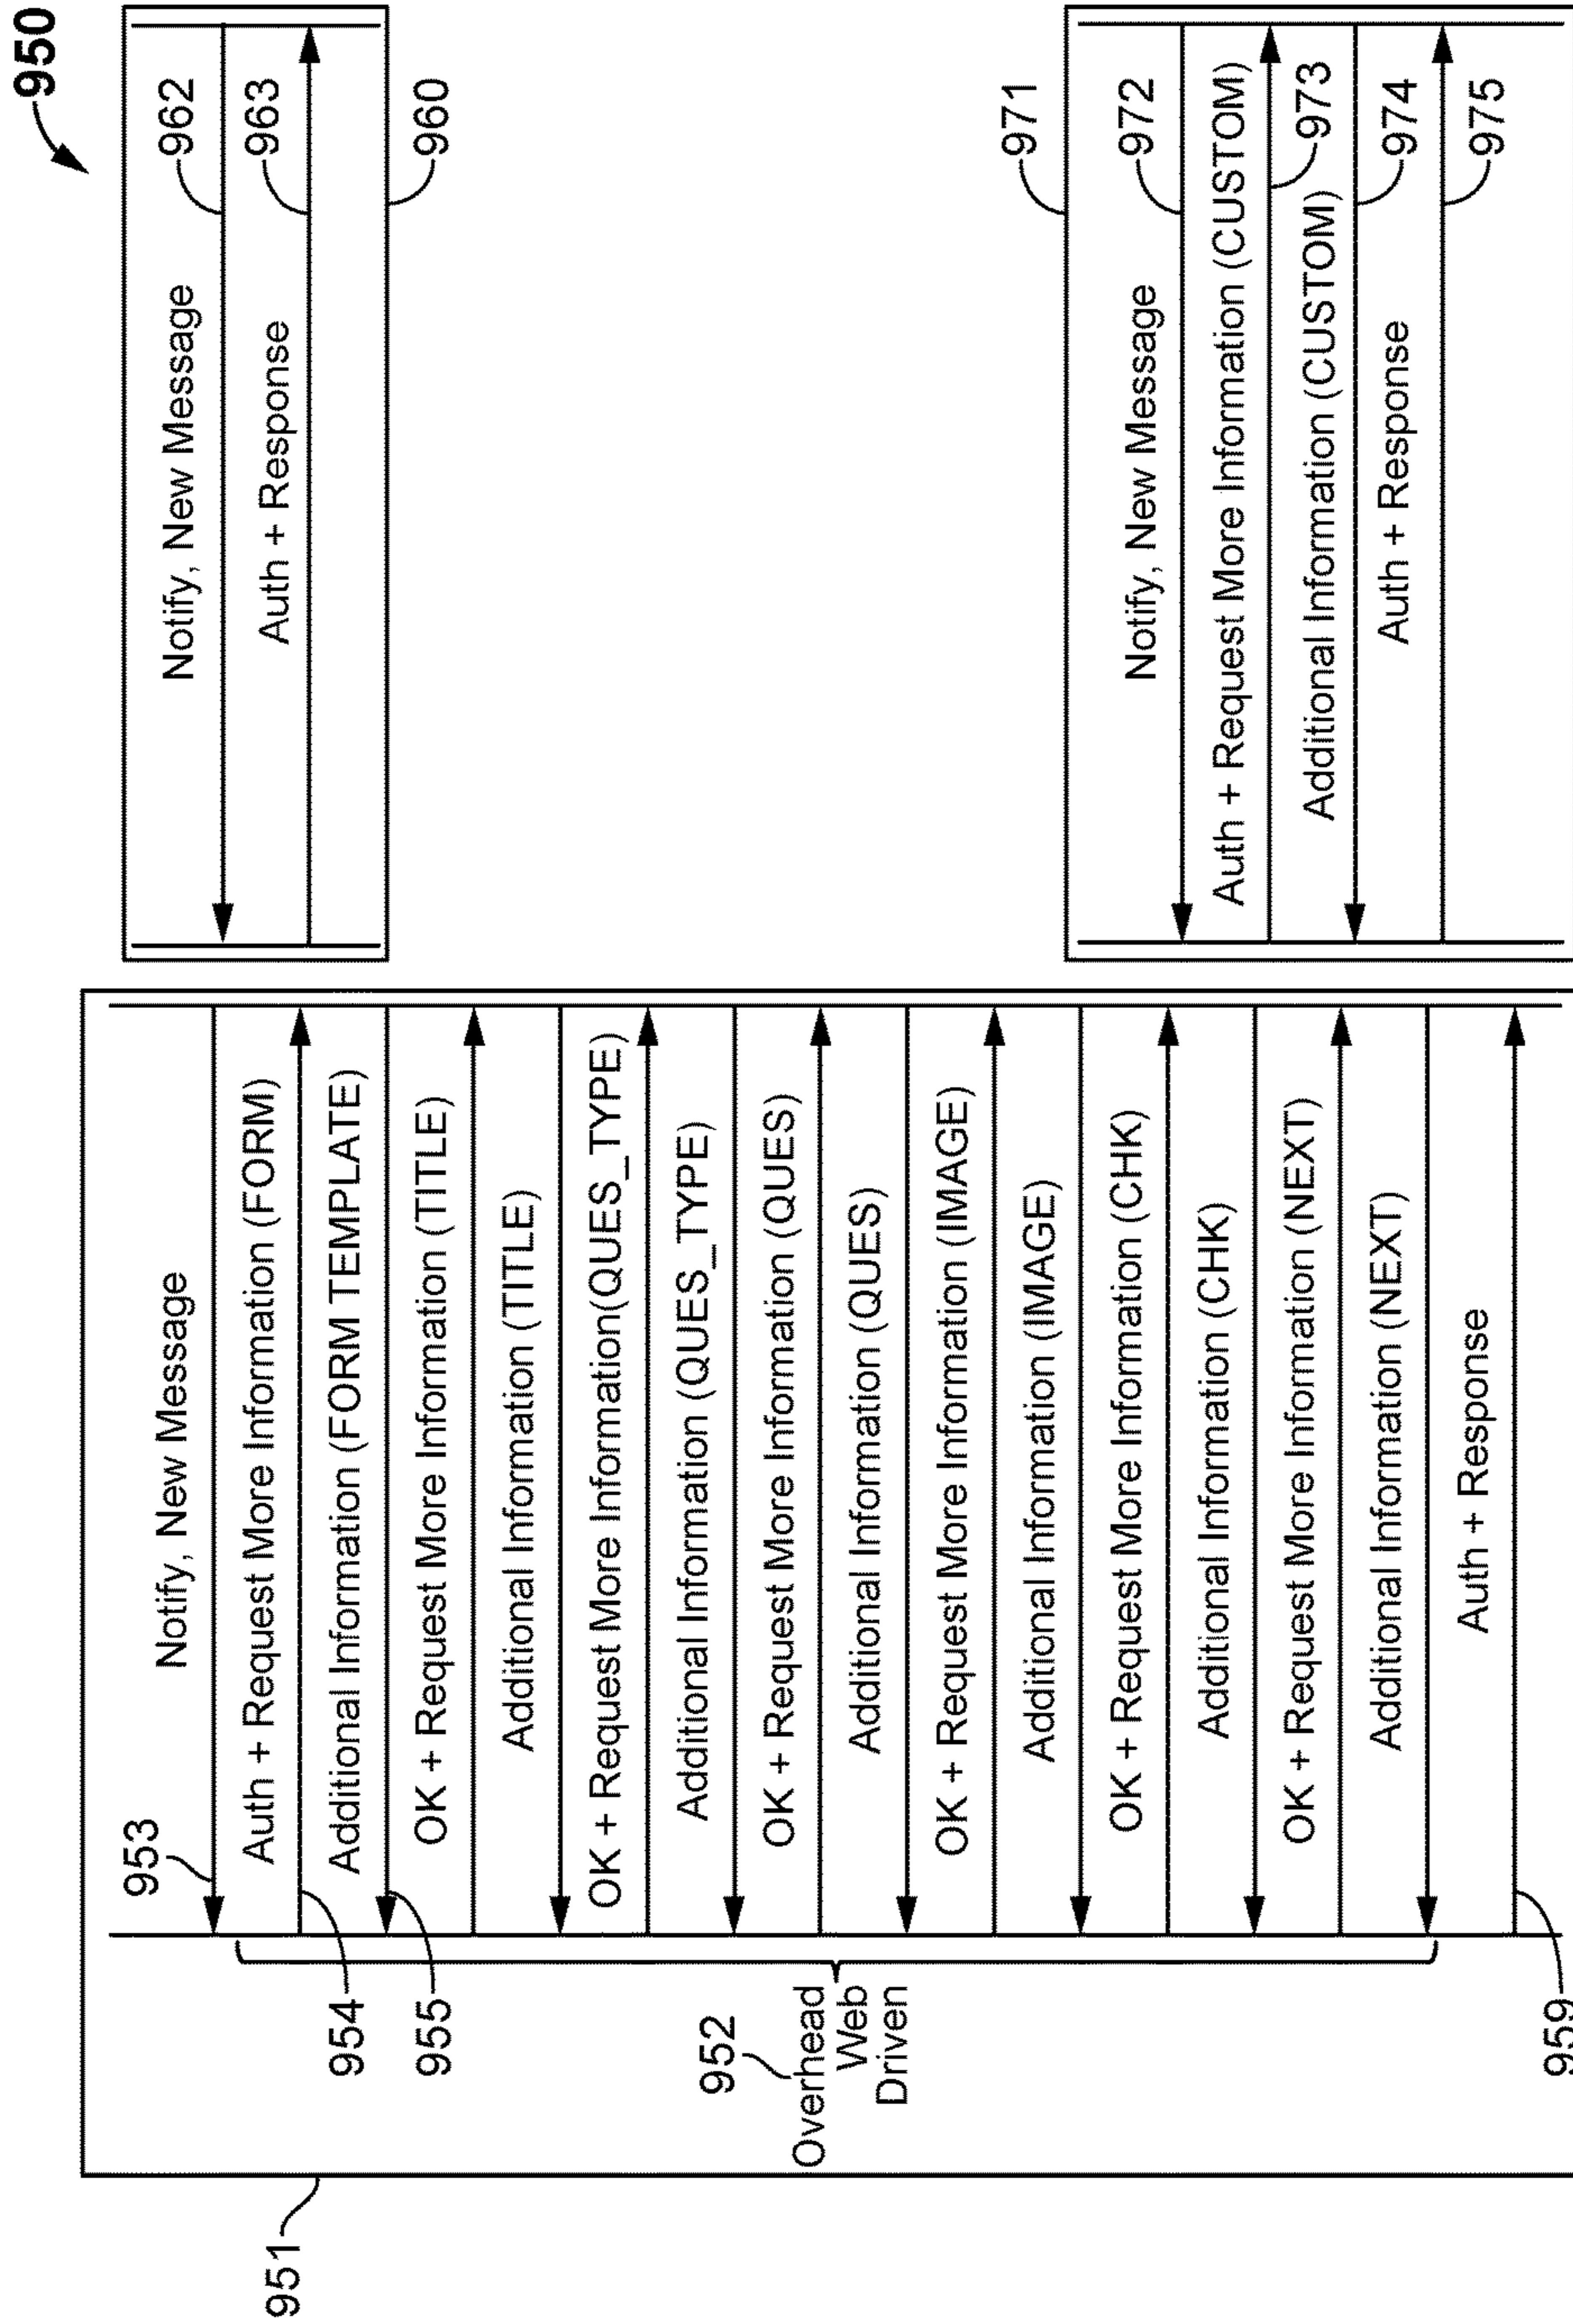 950
951
953
Notify, New Message
Auth + Request More Information (FORM)
954
Additional Information (FORM TEMPLATE)
955
OK + Request More Information (TITLE)
Additional Information (TITLE)
OK + Request More Information(QUES_TYPE)
Additional Information (QUES_TYPE)
952
Overhead
Web
Driven
OK + Request More Information (QUES)
Additional Information (QUES)
OK + Request More Information (IMAGE)
Additional Information (IMAGE)
OK + Request More Information (CHK)
Additional Information (CHK)
OK + Request More Information (NEXT)
Additional Information (NEXT)
Auth + Response
959
Notify, New Message
962
Auth + Response
963
960
971
Notify, New Message
972
Auth + Request More Information (CUSTOM)
973
Additional Information (CUSTOM)
974
Auth + Response
975